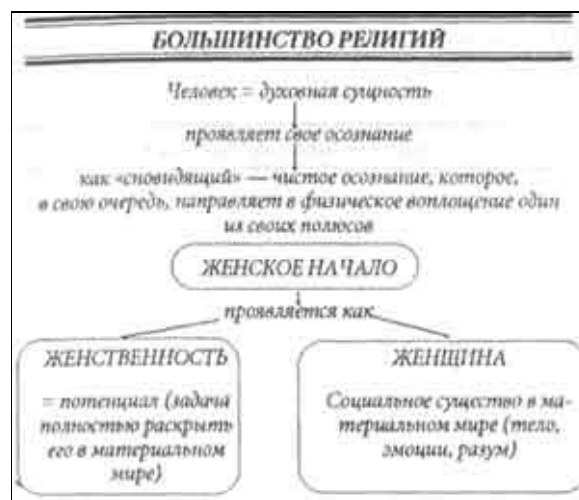 БОЛЬШИНСТВО РЕЛИГИЙ
Человек = духовная сущность
проявляет свое осознание
как «сновидящий» — чистое осознание, которое,
в свою очередь, направляет в физическое воплощение один
из своих полюсов
ЖЕНСКОЕ НАЧАЛО
проявляется как
ЖЕНСТВЕННОСТЬ
= потенциал (задача
полностью раскрыть
его в материальном
мире)
ЖЕНЩИНА
Социальное существо в ма-
териальном мире (тело,
эмоции, разум)